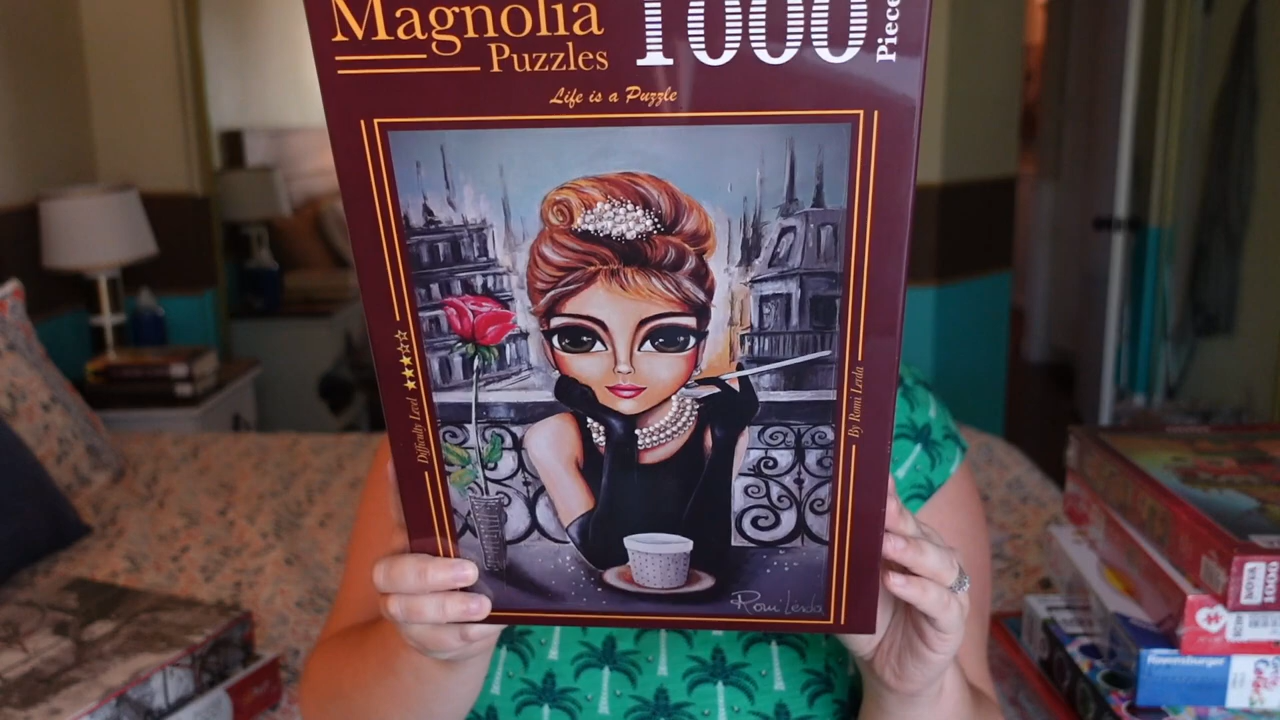 Magnolia
Puzzles
1000
Piece
Life is a Puzzle
Difficulty Level
By Romi Lerda
Romi Lerda
Ravensburger
1000